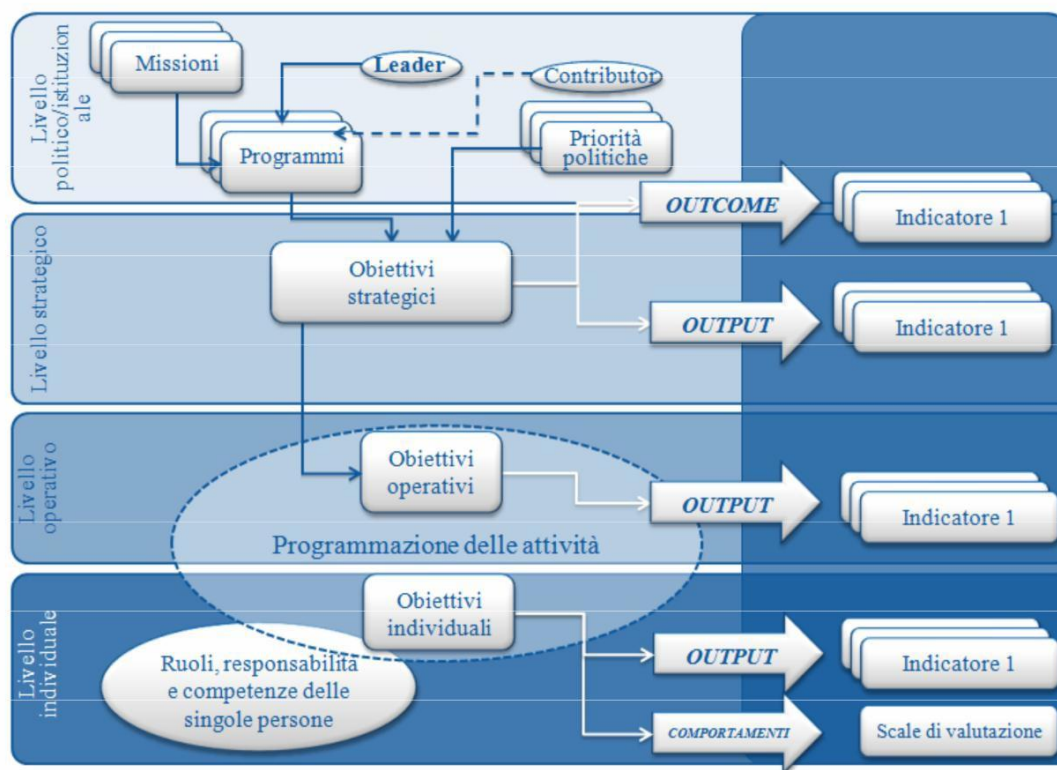 Livello
politico/istituzion
ale
Missioni
Leader
Contributor
Programmi
Priorità
politiche
OUTCOME
Indicatore 1
Livello strategico
Obiettivi
strategici
OUTPUT
Indicatore 1
Livello
operativo
Obiettivi
operativi
OUTPUT
Indicatore 1
Programmazione delle attività
Livello
individuale
Obiettivi
individuali
OUTPUT
Indicatore 1
Ruoli, responsabilità
e competenze delle
singole persone
COMPORTAMENTI
Scale di valutazione